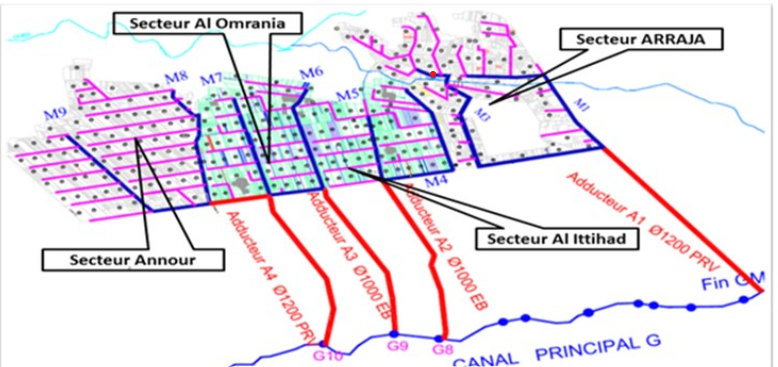 Secteur Al Omrania
Secteur ARRAJA
M8
M7
M6
M5
M9
M3
M1
M4
Adducteur A1 Ø1200 PRV
Adducteur A2 Ø1000 EB
Adducteur A3 Ø1000 EB
Adducteur A4 Ø1200 PRV
Secteur Al Ittihad
Secteur Annour
Fin GM
G10
G9
G8
CANAL PRINCIPAL G